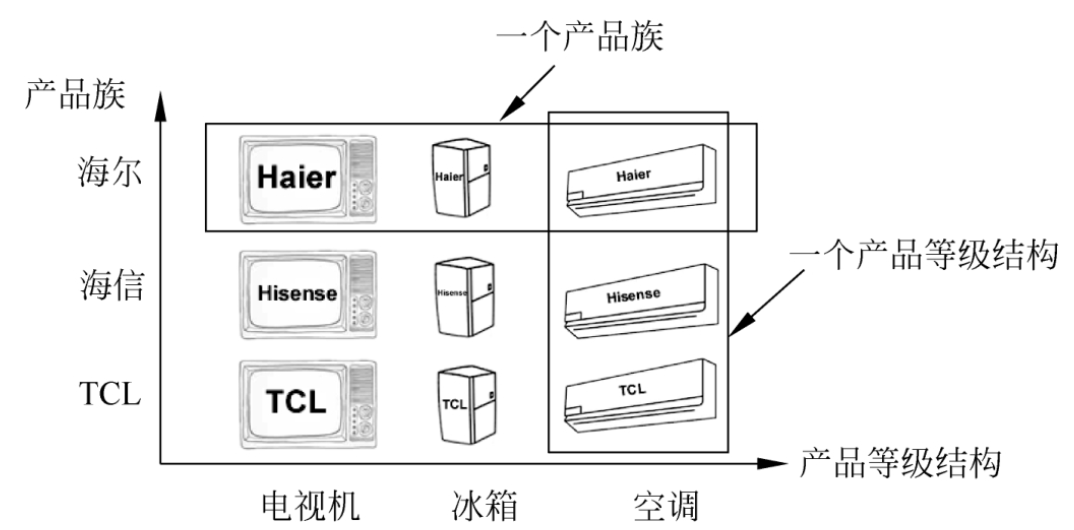 一个产品族
产品族
海尔
Haier
Haier
Haier
一个产品等级结构
海信
Hisense
Hisense
Hisense
TCL
TCL
TCL
TCL
产品等级结构
电视机
冰箱
空调